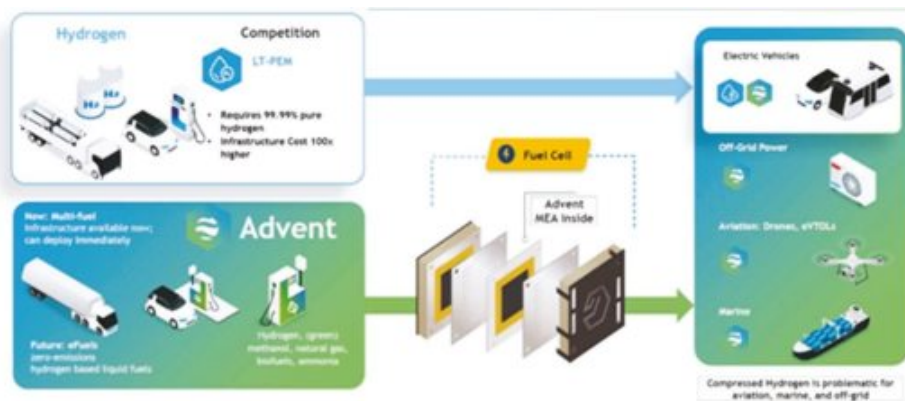 Hydrogen
Competition
LT-PEM
• Requires 99.99% pure
hydrogen
• Infrastructure Cost 100x
higher
Electric Vehicles
Off-Grid Power
Aviation: Drones, eVTOLs
Marine
Compressed Hydrogen is problematic for
aviation, marine, and off-grid
Fuel Cell
Advent
MEA Inside
Now: Multi-fuel
Infrastructure available now;
can deploy immediately
Advent
Future: eFuels
zero-emissions
hydrogen based liquid fuels
Hydrogen, (green)
methanol, natural gas,
biofuels, ammonia